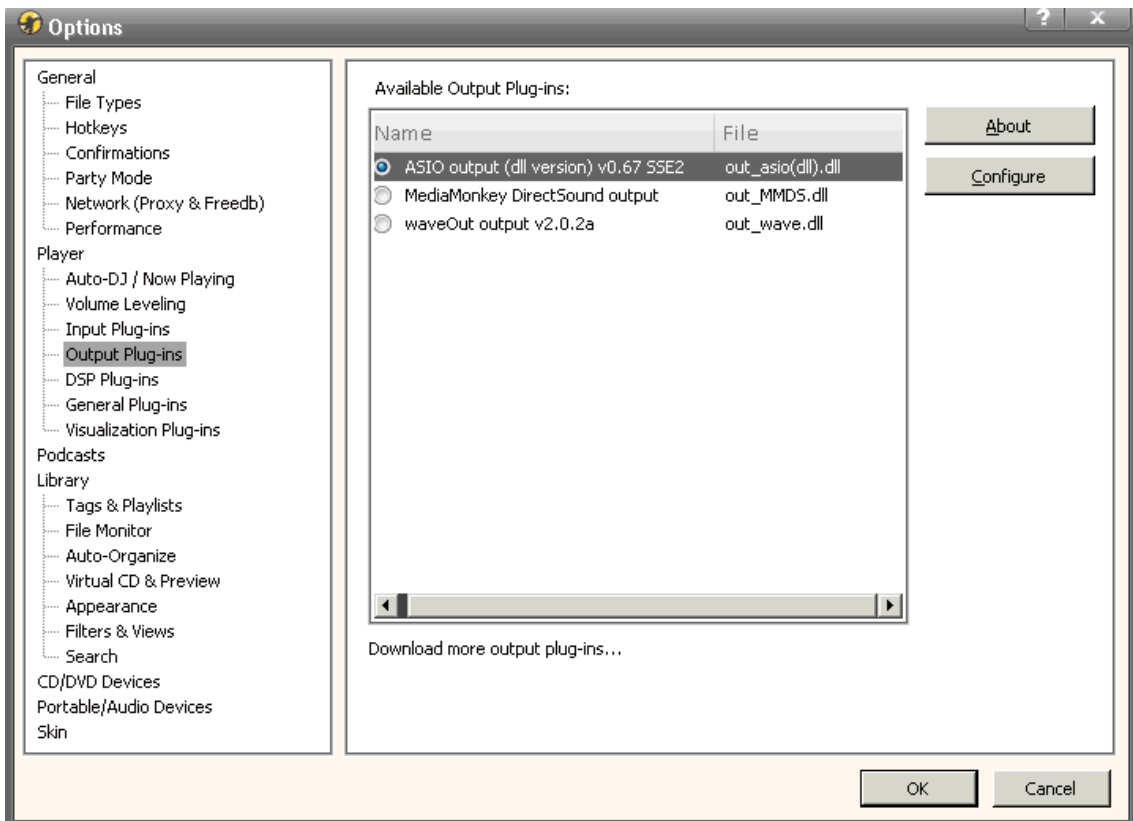 Options
? x
General
File Types
Hotkeys
Confirmations
Party Mode
Network (Proxy & Freedb)
Performance
Player
Auto-DJ / Now Playing
Volume Leveling
Input Plug-ins
Output Plug-ins
DSP Plug-ins
General Plug-ins
Visualization Plug-ins
Podcasts
Library
Tags & Playlists
File Monitor
Auto-Organize
Virtual CD & Preview
Appearance
Filters & Views
Search
CD/DVD Devices
Portable/Audio Devices
Skin
Available Output Plug-ins:
Name File
ASIO output (dll version) v0.67 SSE2 out_asio(dll).dll
MediaMonkey DirectSound output out_MMDS.dll
waveOut output v2.0.2a out_wave.dll
Download more output plug-ins...
About
Configure
OK Cancel